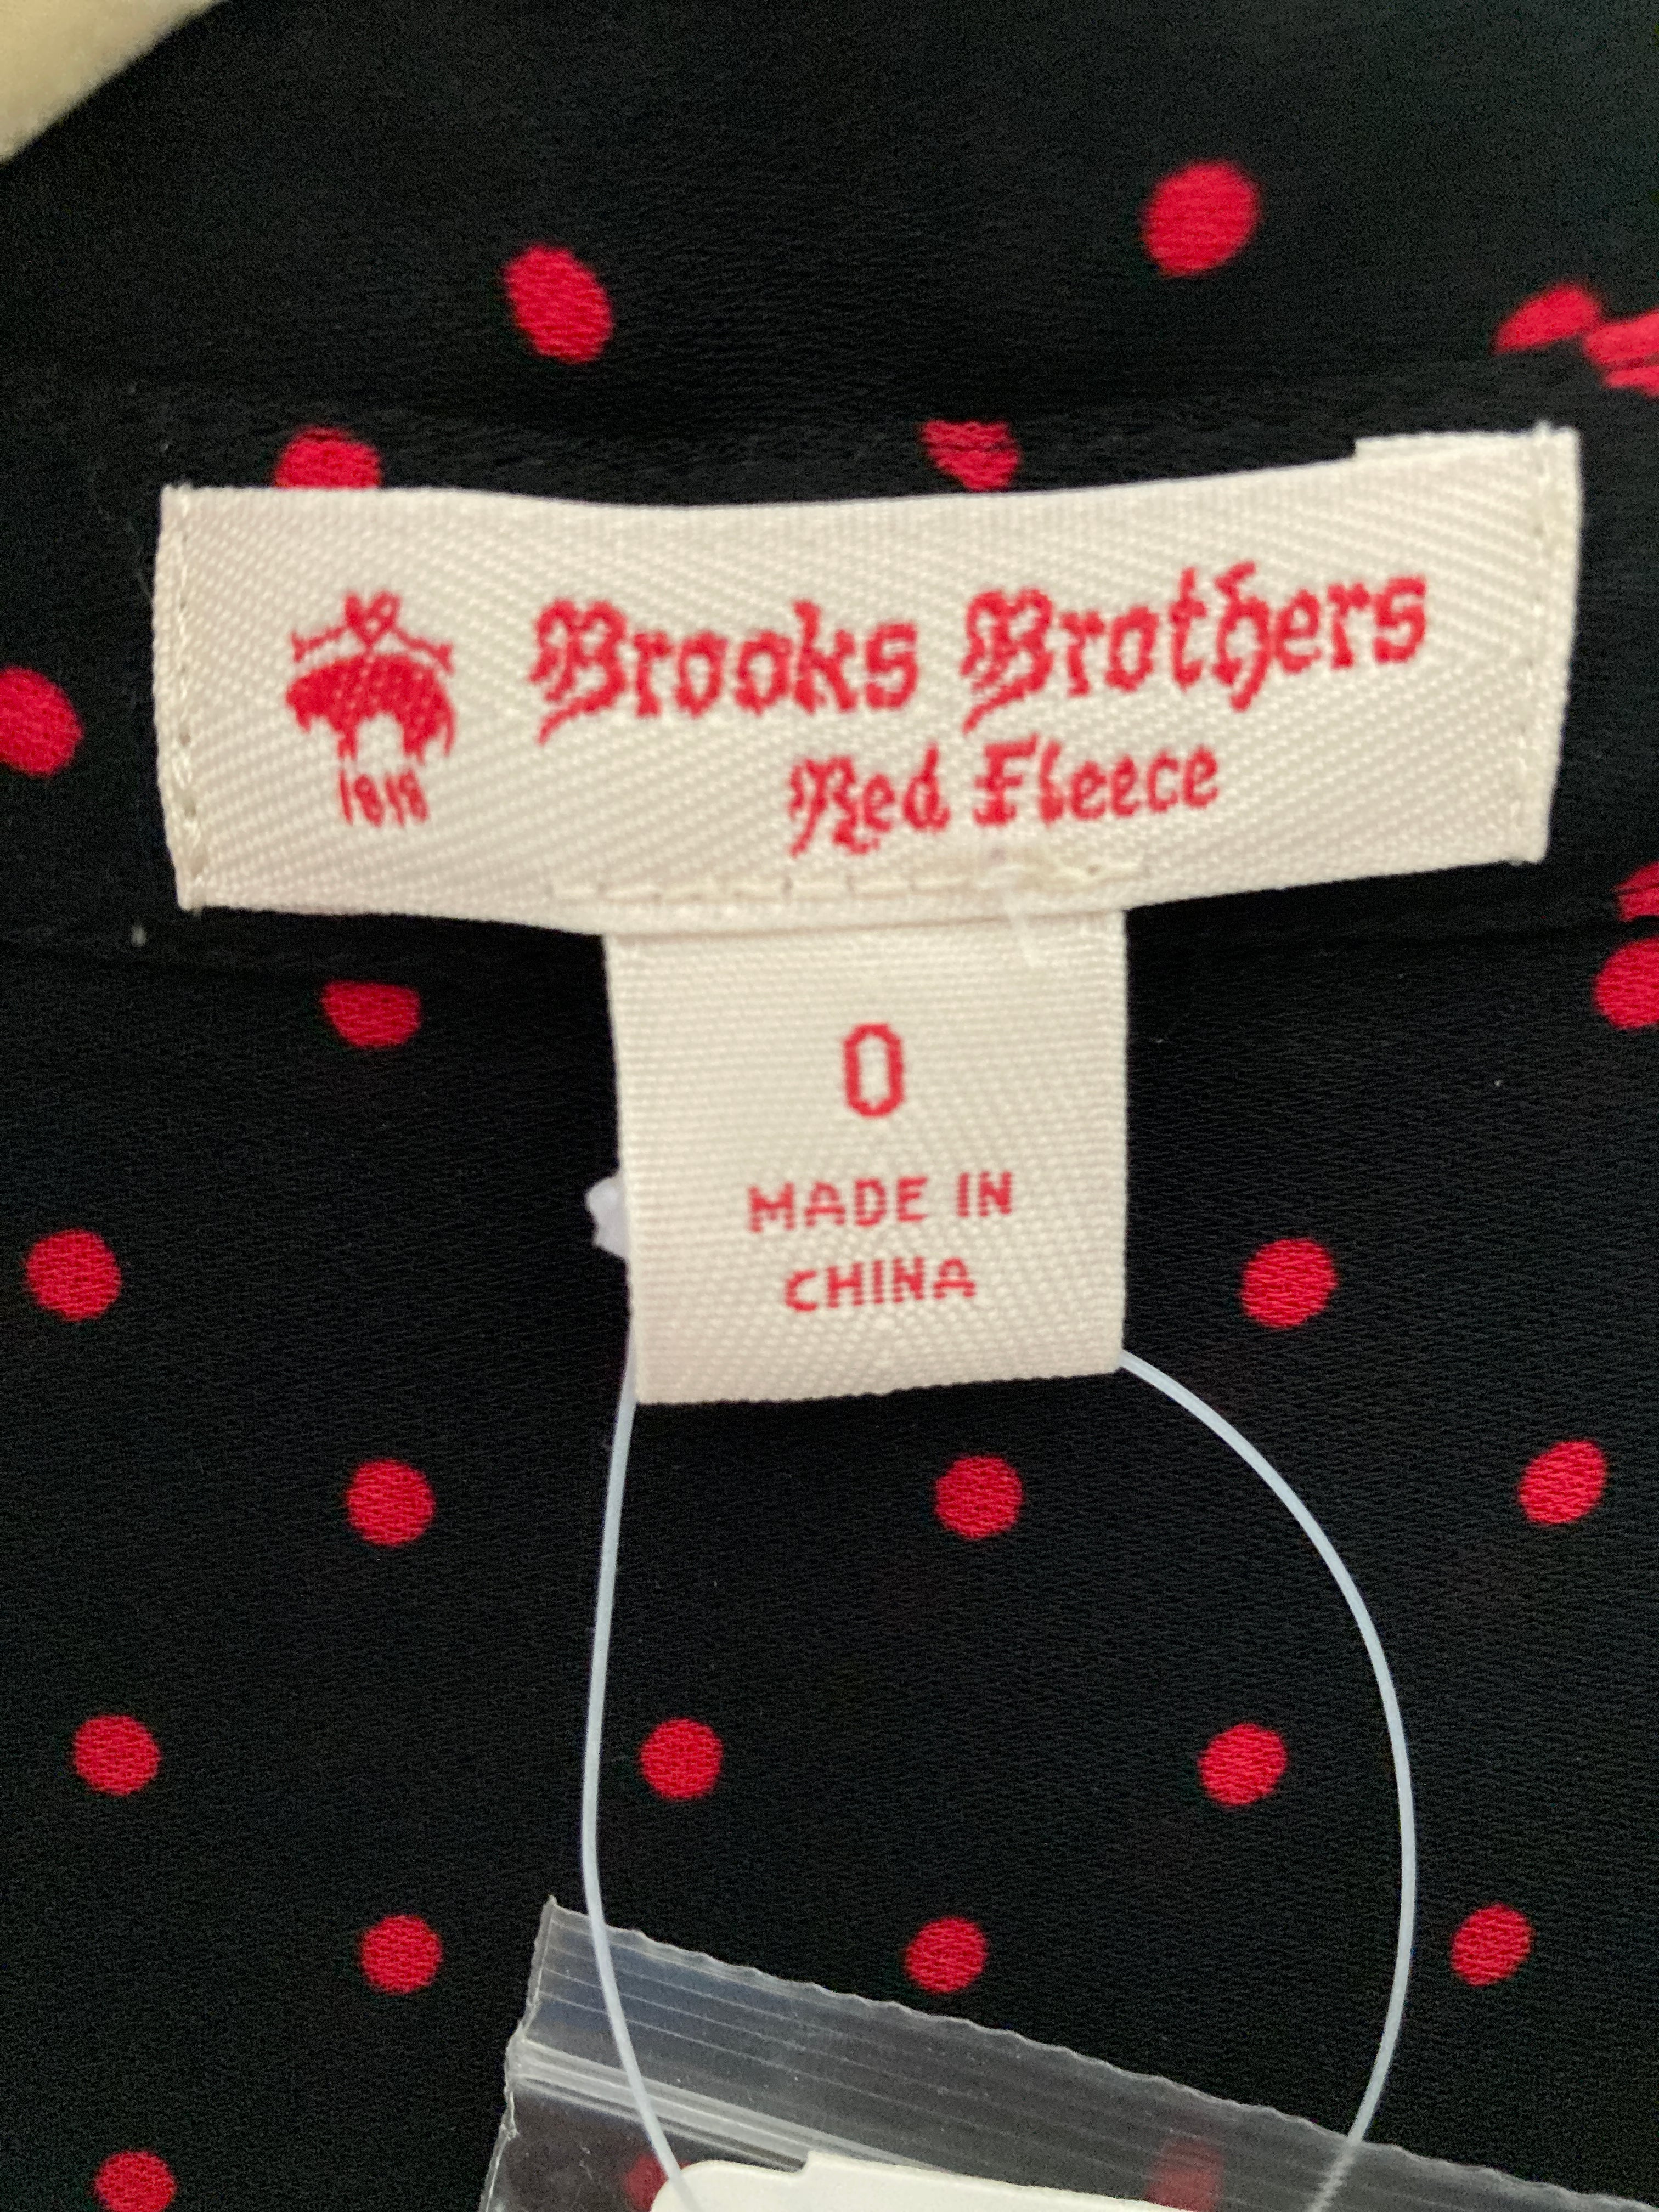 Brooks Brothers
Red Fleece
1818
0
MADE IN
CHINA